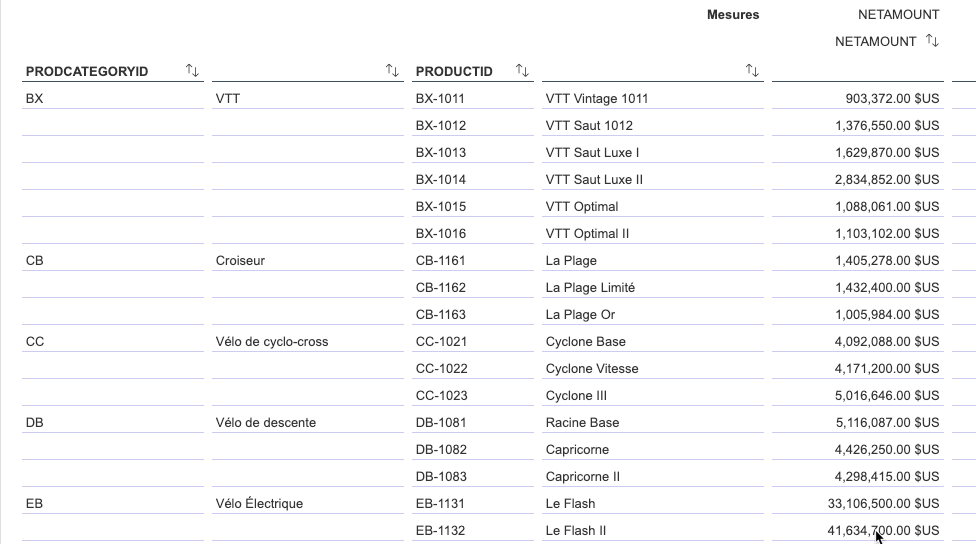 Mesures NETAMOUNT
NETAMOUNT
PRODCATEGORYID PRODUCTID
BX VTT BX-1011 VTT Vintage 1011 903,372.00 $US
BX-1012 VTT Saut 1012 1,376,550.00 $US
BX-1013 VTT Saut Luxe I 1,629,870.00 $US
BX-1014 VTT Saut Luxe II 2,834,852.00 $US
BX-1015 VTT Optimal 1,088,061.00 $US
BX-1016 VTT Optimal II 1,103,102.00 $US
CB Croiseur CB-1161 La Plage 1,405,278.00 $US
CB-1162 La Plage Limité 1,432,400.00 $US
CB-1163 La Plage Or 1,005,984.00 $US
CC Vélo de cyclo-cross CC-1021 Cyclone Base 4,092,088.00 $US
CC-1022 Cyclone Vitesse 4,171,200.00 $US
CC-1023 Cyclone III 5,016,646.00 $US
DB Vélo de descente DB-1081 Racine Base 5,116,087.00 $US
DB-1082 Capricorne 4,426,250.00 $US
DB-1083 Capricorne II 4,298,415.00 $US
EB Vélo Électrique EB-1131 Le Flash 33,106,500.00 $US
EB-1132 Le Flash II 41,634,700.00 $US